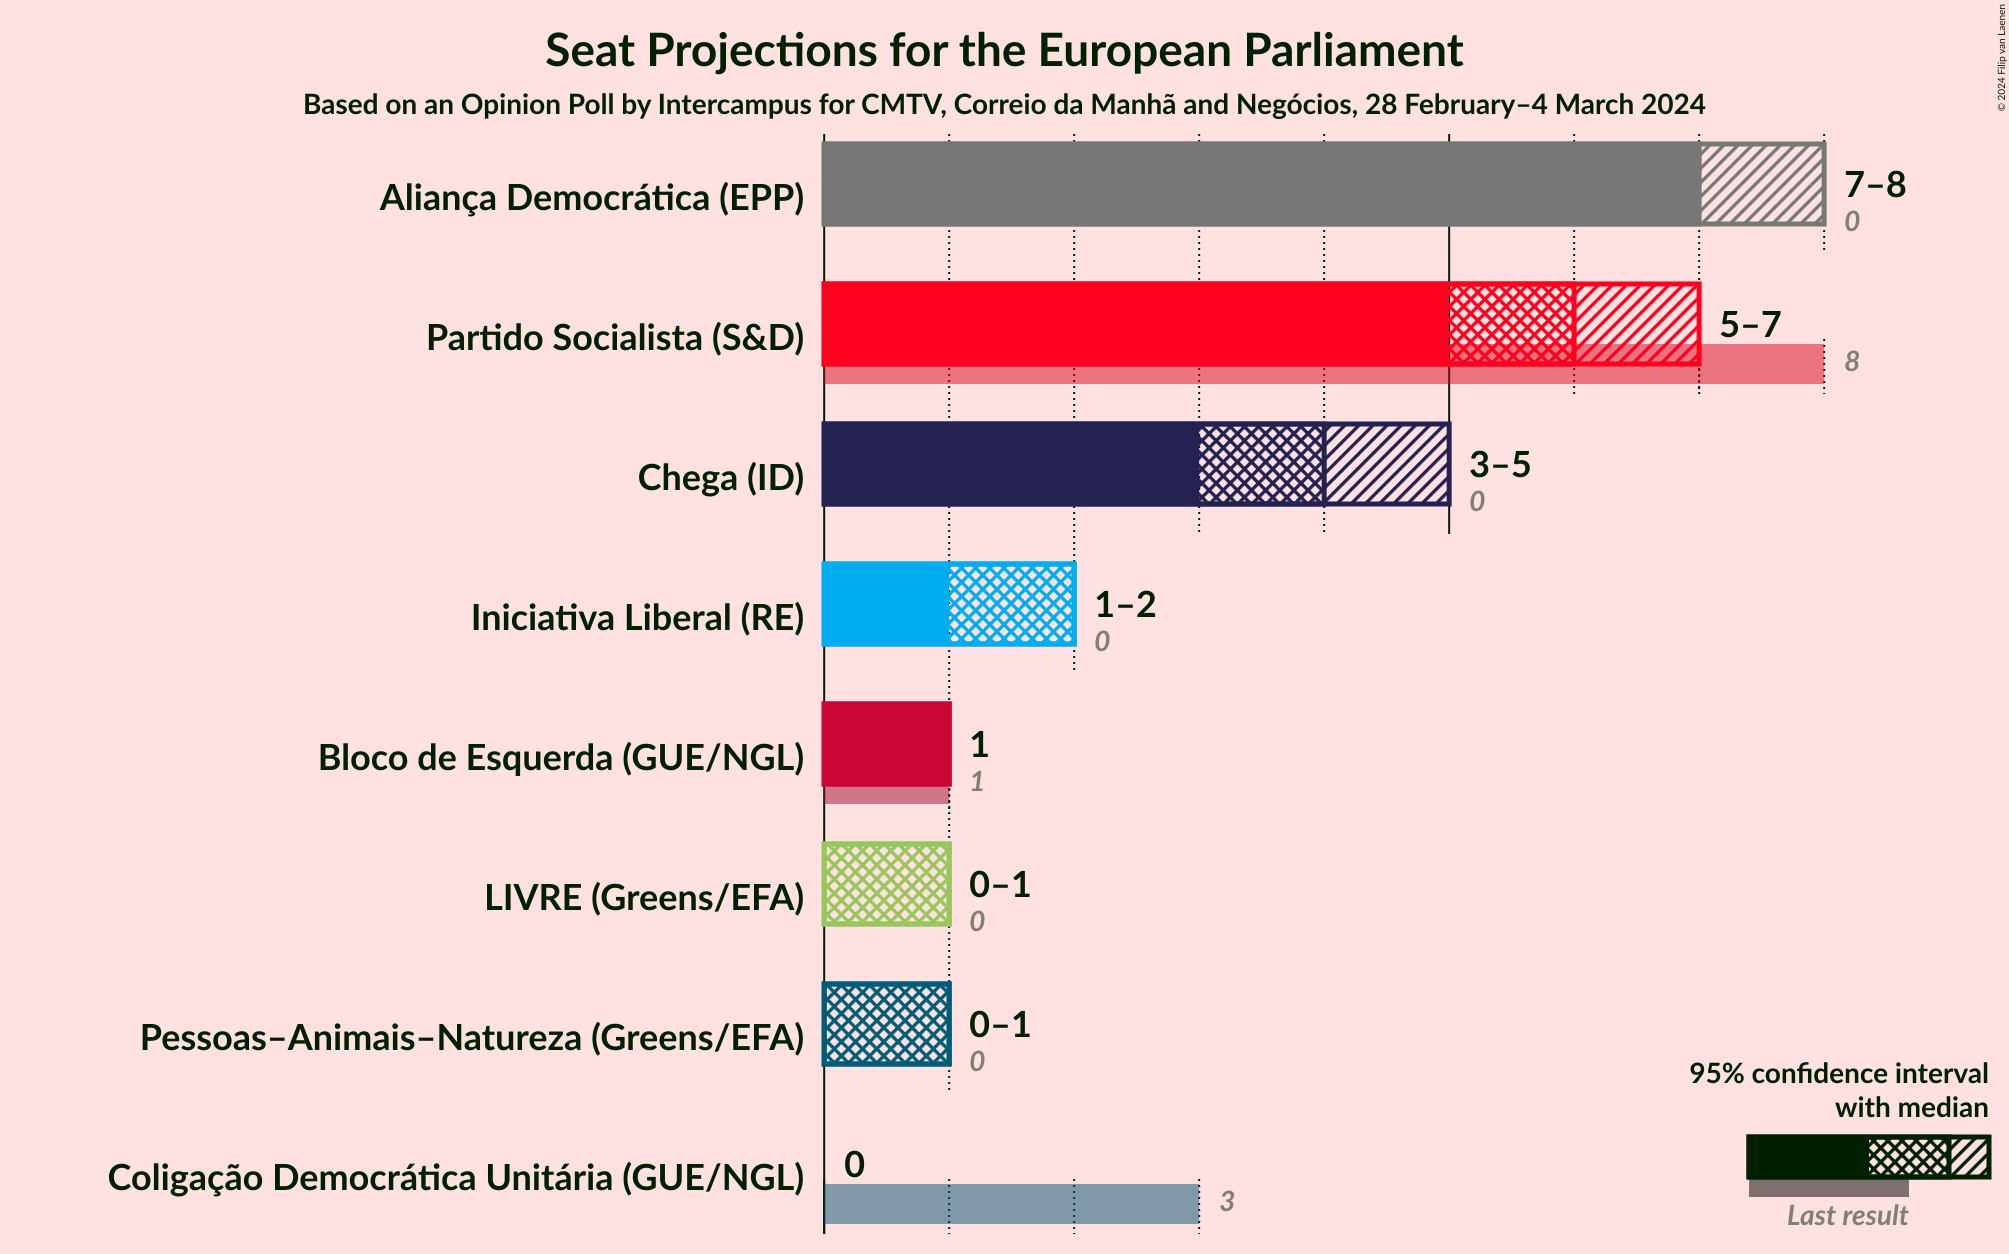 Seat Projections for the European Parliament
Based on an Opinion Poll by Intercampus for CMTV, Correio da Manhã and Negócios, 28 February–4 March 2024
© 2024 Filip van Laenen
Aliança Democrática (EPP)
7–8
0
Partido Socialista (S&D)
5–7
8
Chega (ID)
3–5
0
Iniciativa Liberal (RE)
1–2
0
Bloco de Esquerda (GUE/NGL)
1
1
LIVRE (Greens/EFA)
0–1
0
Pessoas–Animais–Natureza (Greens/EFA)
0–1
0
Coligação Democrática Unitária (GUE/NGL)
0
3
95% confidence interval
with median
Last result